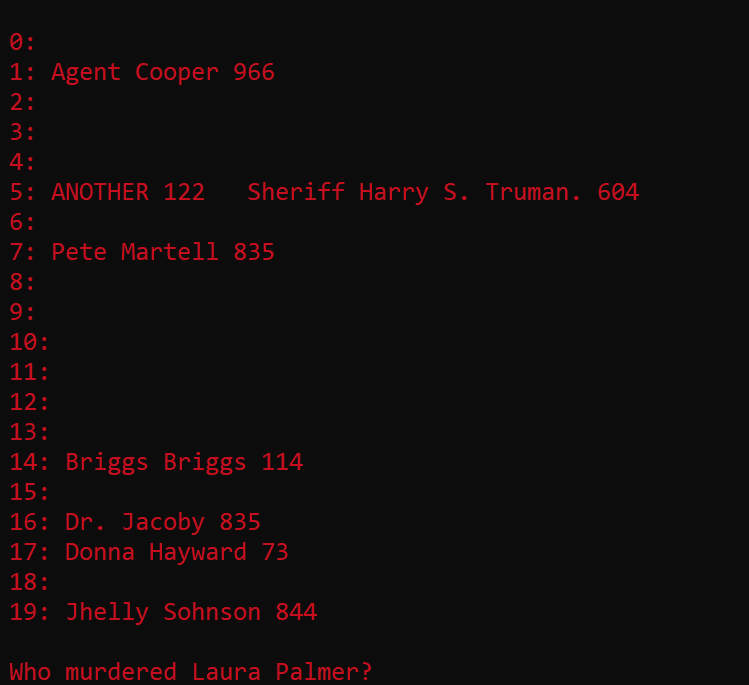 0:
1: Agent Cooper 966
2:
3:
4:
5: ANOTHER 122   Sheriff Harry S. Truman. 604
6:
7: Pete Martell 835
8:
9:
10:
11:
12:
13:
14: Briggs Briggs 114
15:
16: Dr. Jacoby 835
17: Donna Hayward 73
18:
19: Jhelly Sohnson 844
Who murdered Laura Palmer?